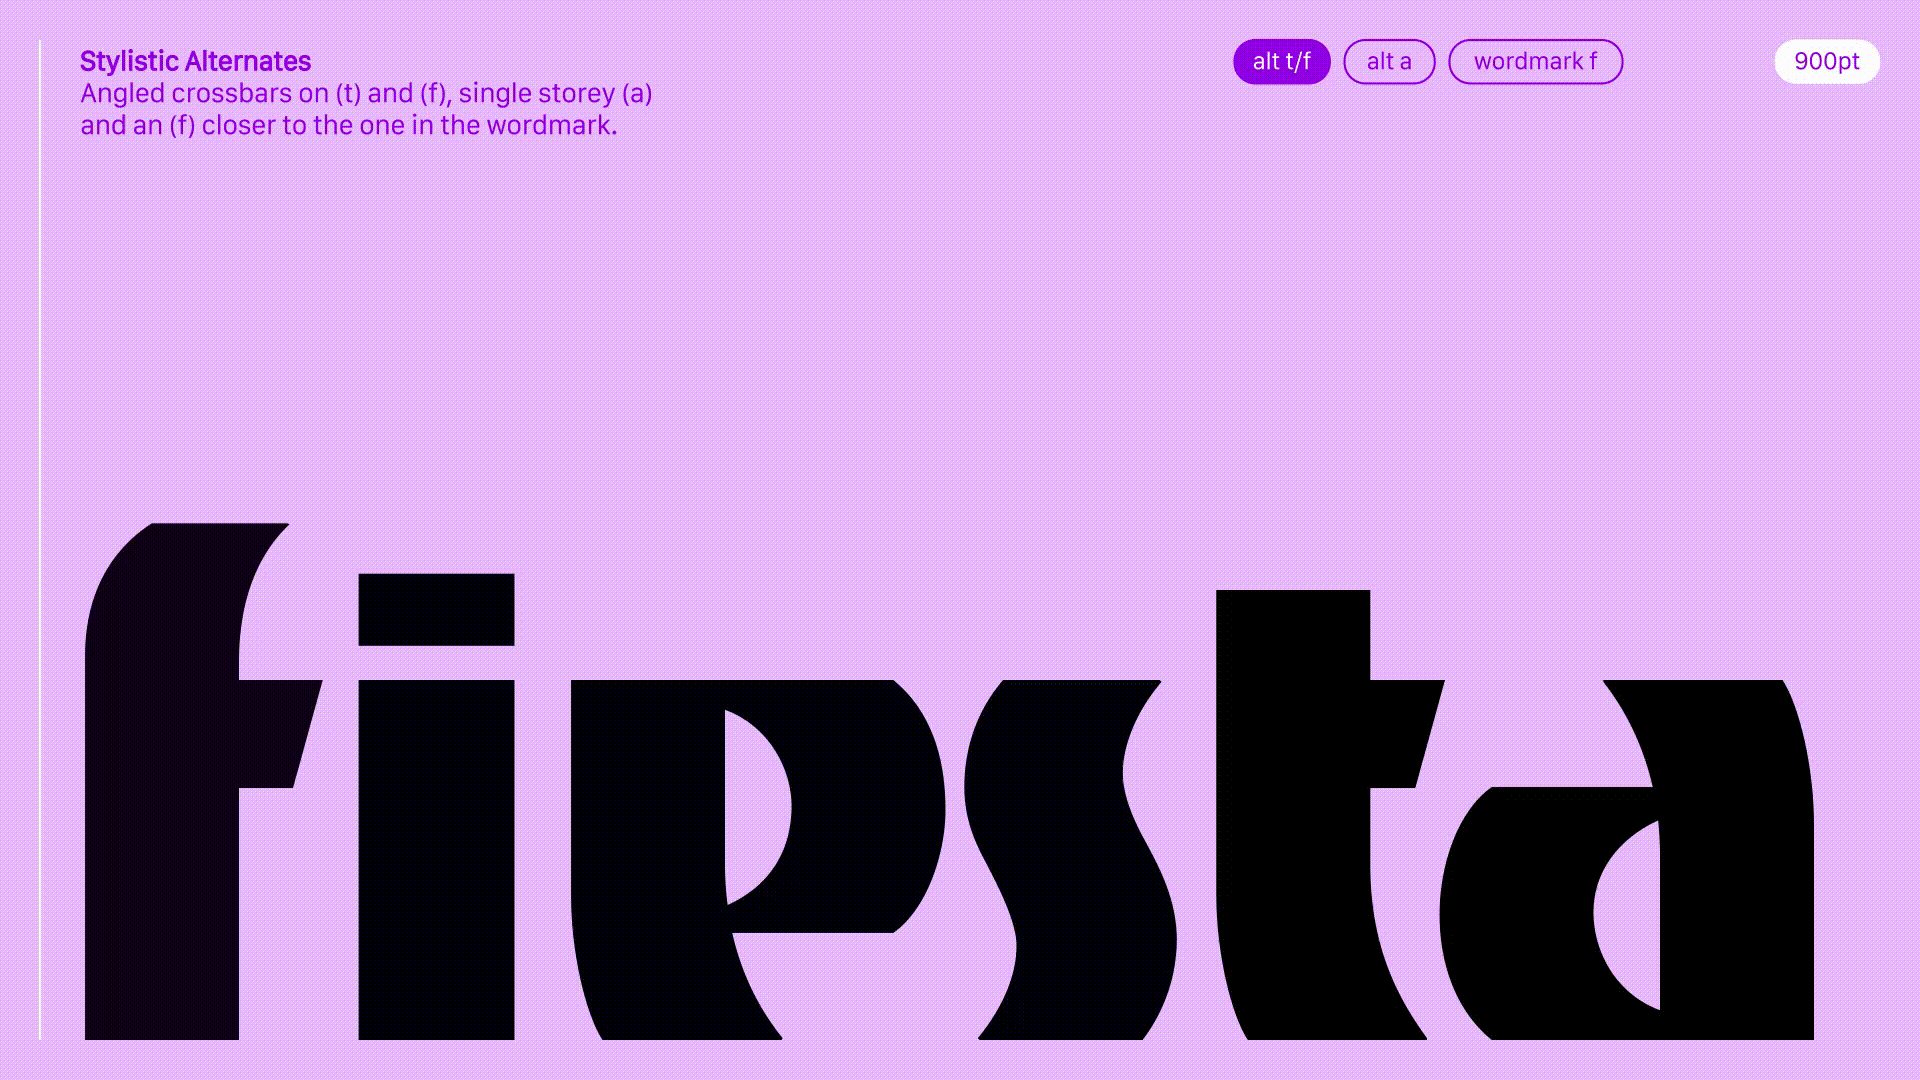 Stylistic Alternates
Angled crossbars on (t) and (f), single storey (a)
and an (f) closer to the one in the wordmark.
alt t/f
alt a
wordmark f
900pt
fiesta